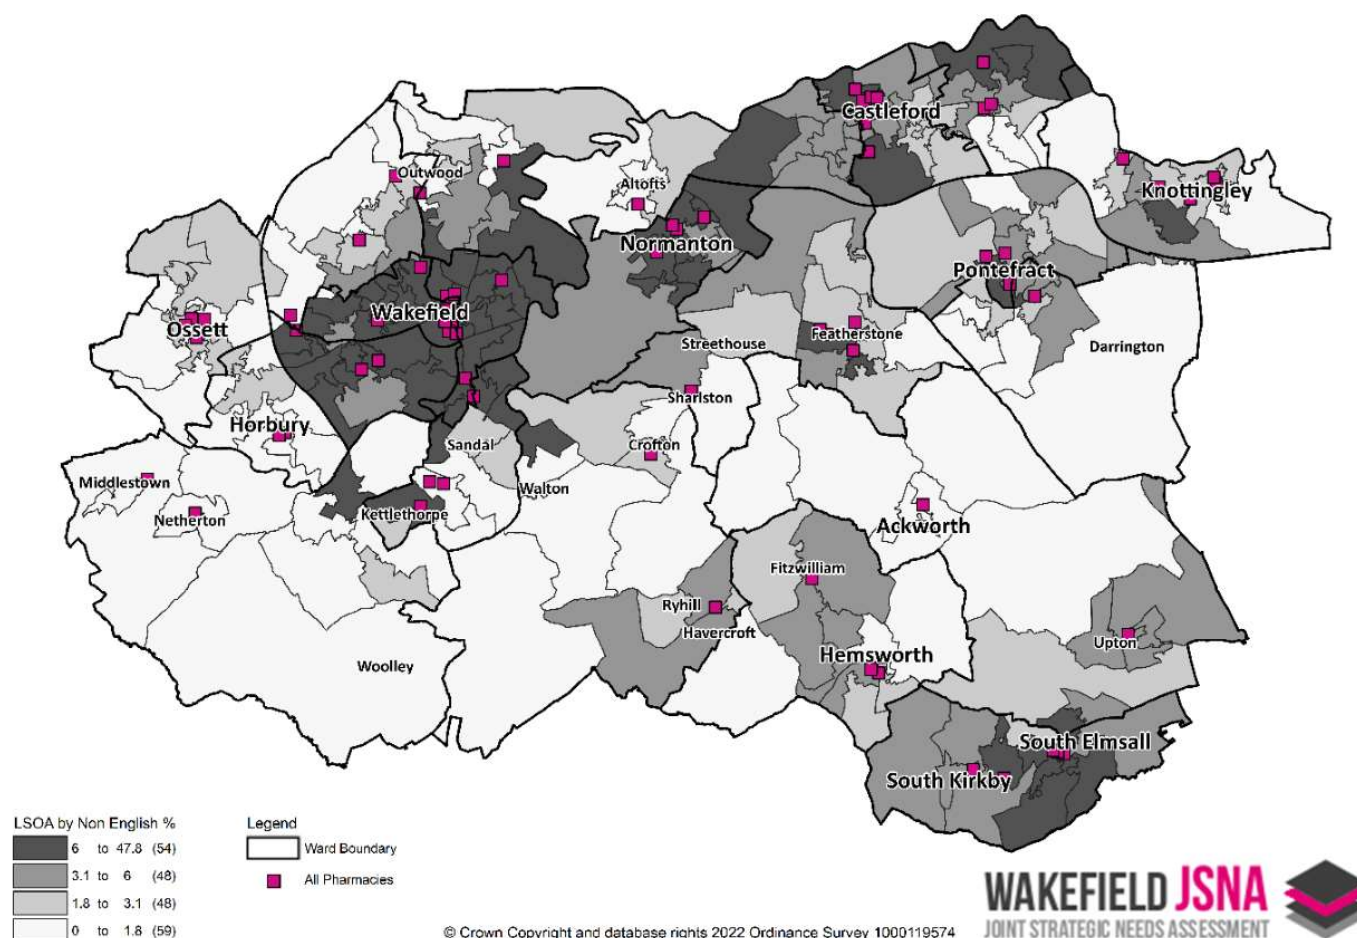 Castleford
Outwood
Altofts
Knottingley
Normanton
Pontefract
Wakefield
Ossett
Featherstone
Streethouse
Darrington
Sharlston
Horbury
Sandal
Crofton
Middlestown
Walton
Netherton
Kettlethorpe
Ackworth
Fitzwilliam
Ryhill
Havercroft
Upton
Hemsworth
Woolley
South Elmsall
South Kirkby
LSOA by Non English %
6 to 47.8 (54)
3.1 to 6 (48)
1.8 to 3.1 (48)
0 to 1.8 (59)
Legend
Ward Boundary
All Pharmacies
© Crown Copyright and database rights 2022 Ordinance Survey 1000119574
WAKEFIELD JSNA
JOINT STRATEGIC NEEDS ASSESSMENT